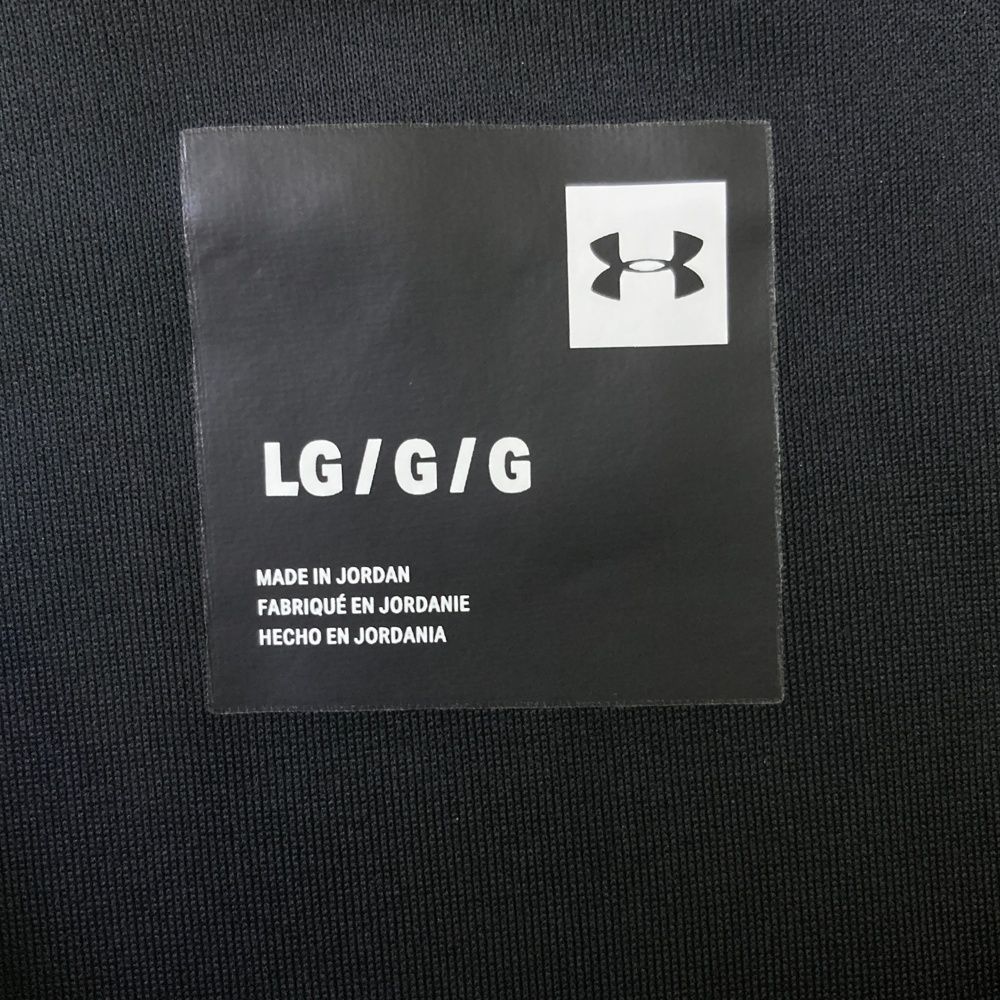 LG/G/G
MADE IN JORDAN
FABRIQUÉ EN JORDANIE
HECHO EN JORDANIA